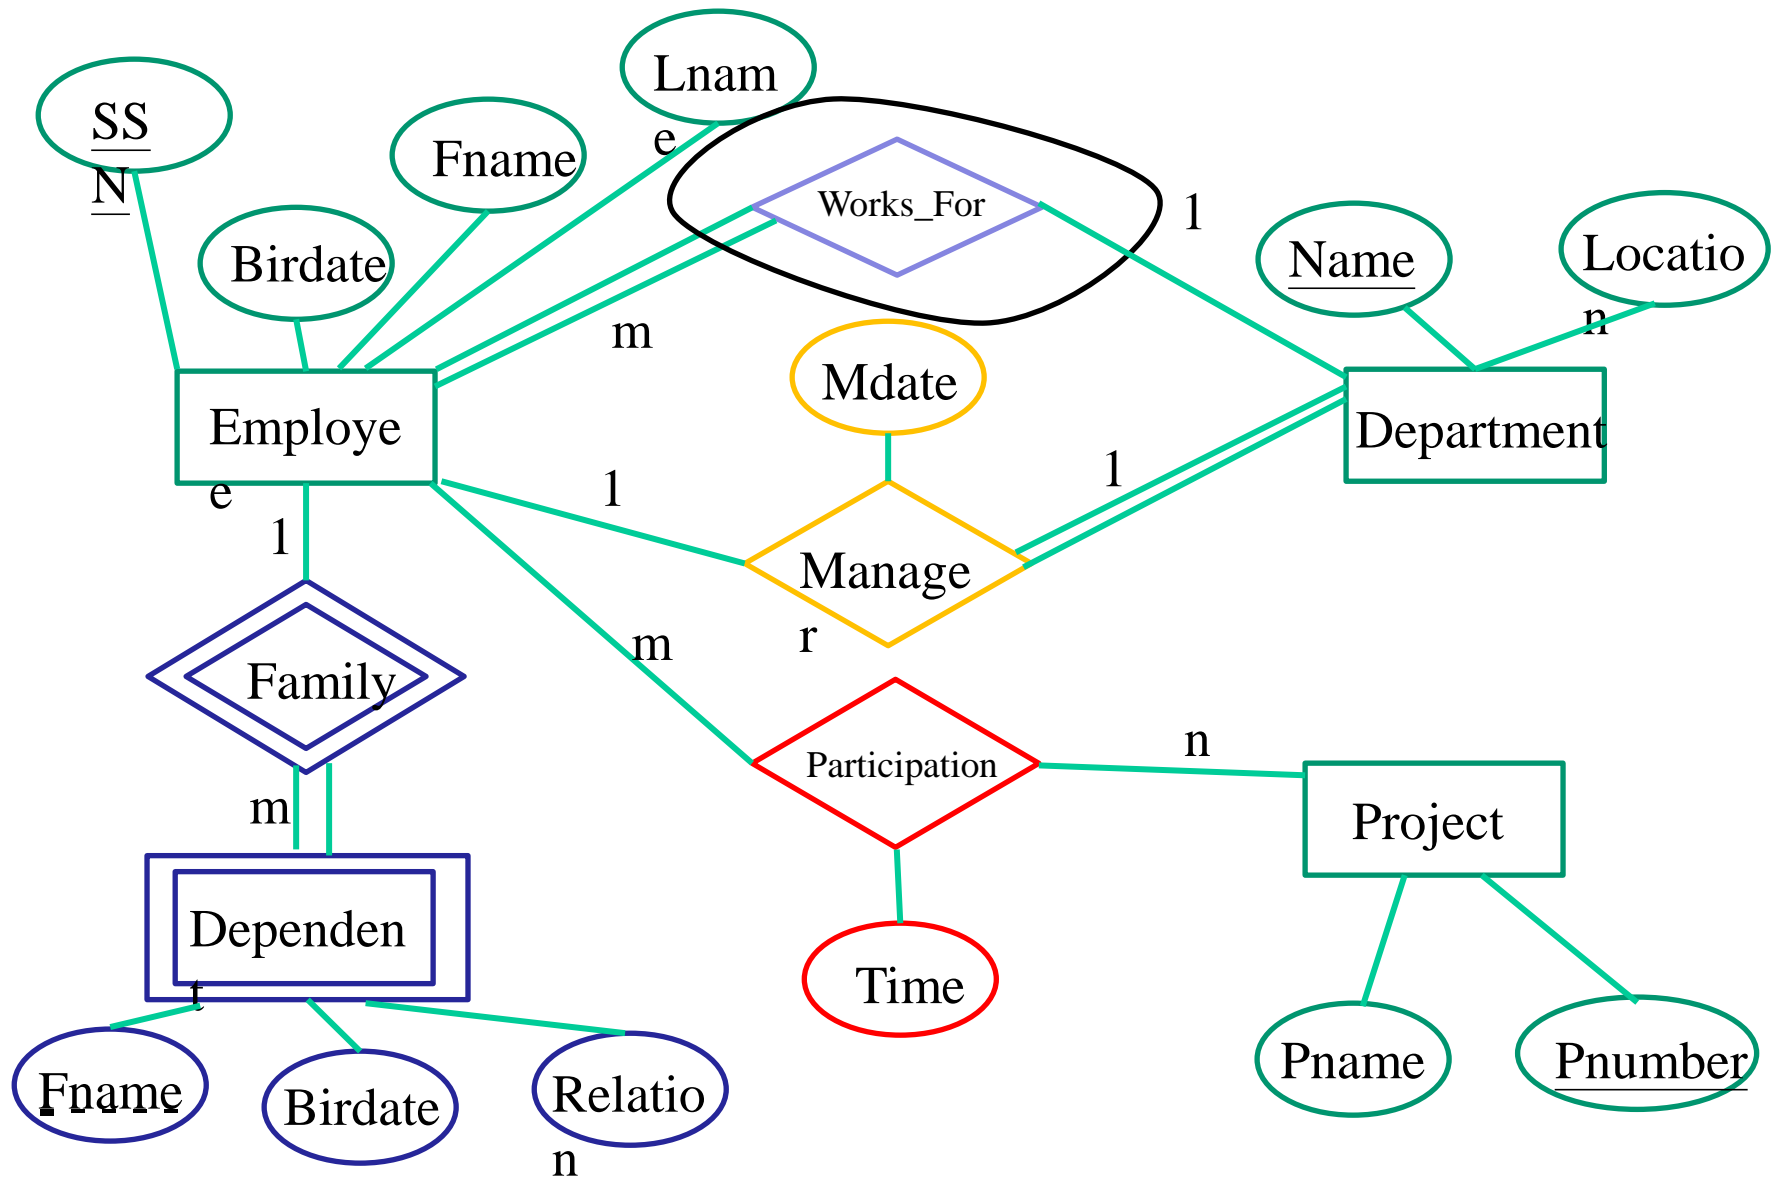 Lnam
e
SS
N
Fname
Works_For
1
Name
Locatio
n
Birdate
m
Mdate
Employe
e
Department
1
1
1
Manage
r
m
Family
n
Participation
m
Project
Dependen
t
Time
Fname
Birdate
Relatio
n
Pname
Pnumber